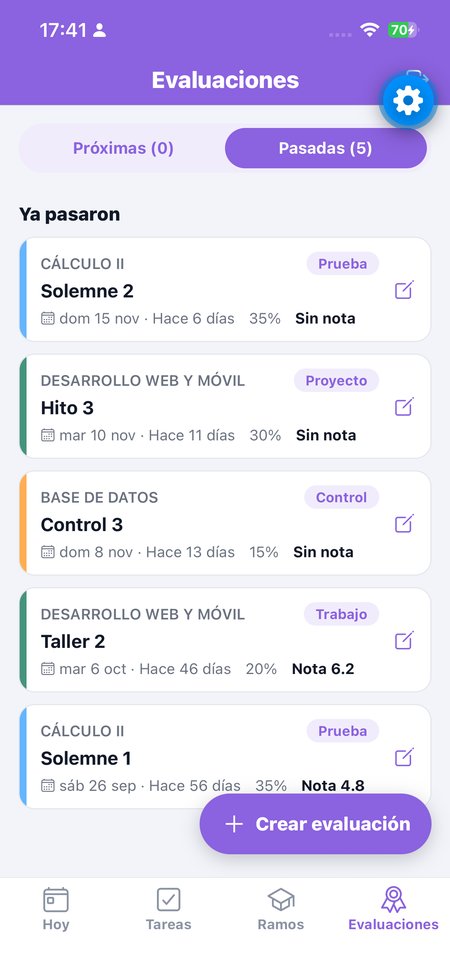 17:41
70
Evaluaciones
Próximas (0)
Pasadas (5)
Ya pasaron
CÁLCULO II
Prueba
Solemne 2
dom 15 nov · Hace 6 días 35% Sin nota
DESARROLLO WEB Y MÓVIL
Proyecto
Hito 3
mar 10 nov · Hace 11 días 30% Sin nota
BASE DE DATOS
Control
Control 3
dom 8 nov · Hace 13 días 15% Sin nota
DESARROLLO WEB Y MÓVIL
Trabajo
Taller 2
mar 6 oct · Hace 46 días 20% Nota 6.2
CÁLCULO II
Prueba
Solemne 1
sáb 26 sep · Hace 56 días 35% Nota 4.8
Crear evaluación
Hoy
Tareas
Ramos
Evaluaciones